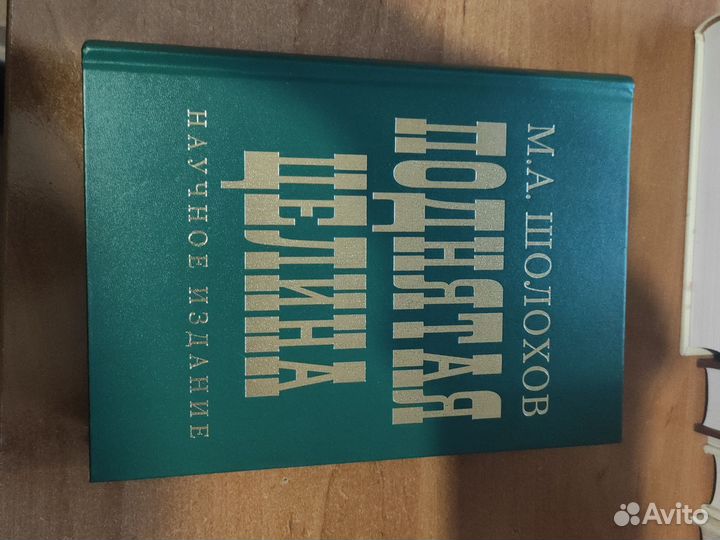 М.А. ШОЛОХОВ
ПОДНЯТАЯ
ЦЕЛИНА
НАУЧНОЕ ИЗДАНИЕ
Avito